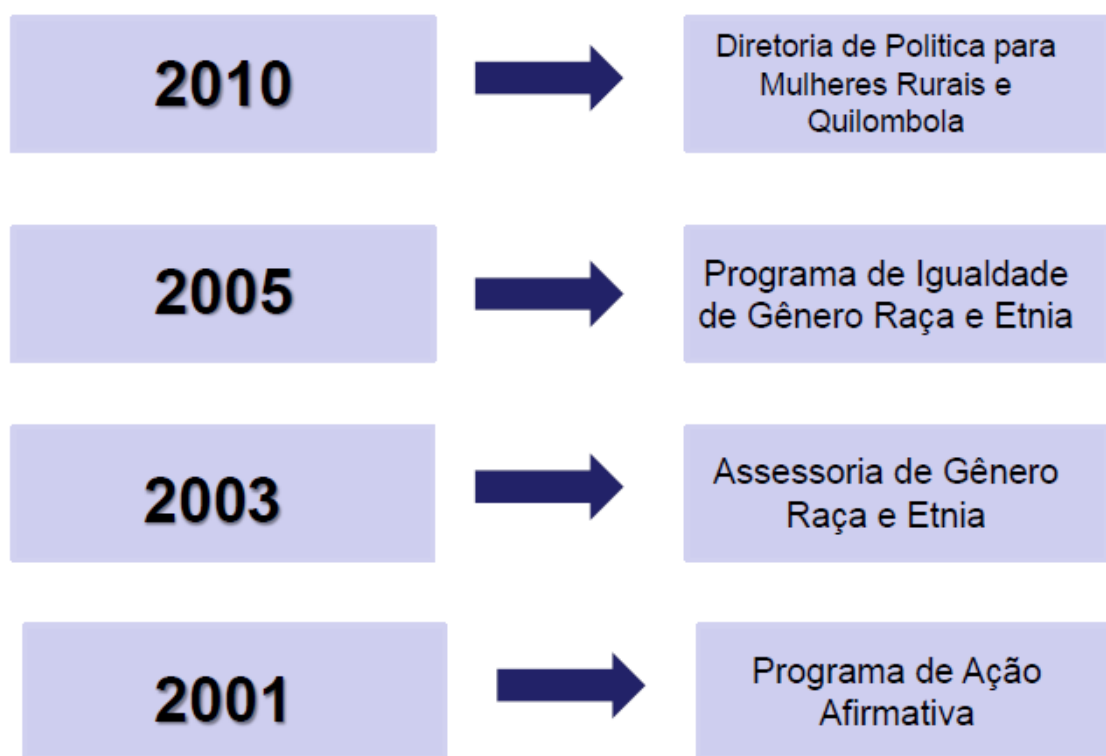 2010
Diretoria de Politica para
Mulheres Rurais e
Quilombola
2005
Programa de Igualdade
de Gênero Raça e Etnia
2003
Assessoria de Gênero
Raça e Etnia
2001
Programa de Ação
Afirmativa